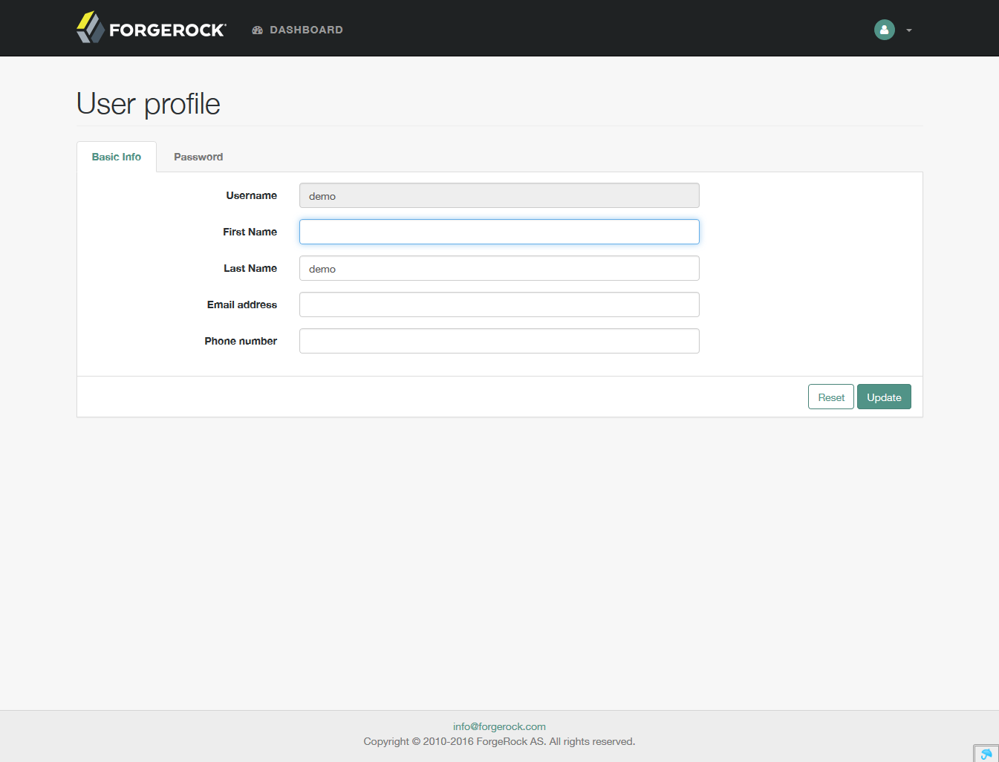 FORGEROCK DASHBOARD
User profile
Basic Info Password
Username demo
First Name
Last Name demo
Email address
Phone number
Reset Update
info@forgerock.com
Copyright © 2010-2016 ForgeRock AS. All rights reserved.